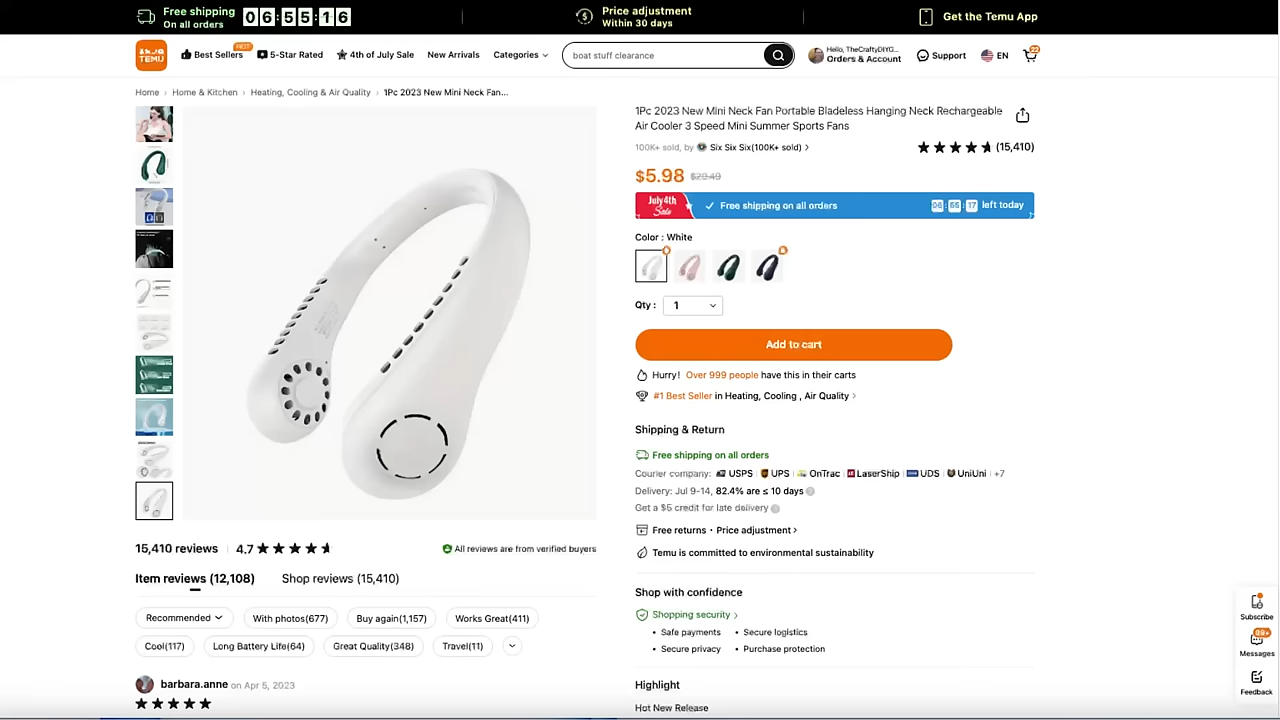 Free shipping
On all orders
06:55:16
Price adjustment
Within 30 days
Get the Temu App
TEMU
Best Sellers
HOT
5-Star Rated
4th of July Sale
New Arrivals
Categories
boat stuff clearance
Hello, TheCraftyDIYG...
Orders & Account
Support
EN
22
Home > Home & Kitchen > Heating, Cooling & Air Quality > 1Pc 2023 New Mini Neck Fan...
1Pc 2023 New Mini Neck Fan Portable Bladeless Hanging Neck Rechargeable
Air Cooler 3 Speed Mini Summer Sports Fans
100K+ sold, by Six Six Six(100K+ sold) >
(15,410)
$5.98 $29.49
July4th
Sale
Free shipping on all orders
06:55:17 left today
Color : White
Qty : 1
Add to cart
Hurry! Over 999 people have this in their carts
#1 Best Seller in Heating, Cooling , Air Quality >
Shipping & Return
Free shipping on all orders
Courier company: USPS UPS OnTrac LaserShip UDS UniUni +7
Delivery: Jul 9-14, 82.4% are ≤ 10 days
Get a $5 credit for late delivery
Free returns • Price adjustment >
Temu is committed to environmental sustainability
Shop with confidence
Shopping security >
• Safe payments • Secure logistics
• Secure privacy • Purchase protection
Highlight
Hot New Release
15,410 reviews 4.7
All reviews are from verified buyers
Item reviews (12,108)
Shop reviews (15,410)
Recommended
With photos(677)
Buy again(1,157)
Works Great(411)
Cool(117)
Long Battery Life(64)
Great Quality(348)
Travel(11)
barbara.anne on Apr 5, 2023
Subscribe
99+
Messages
Feedback